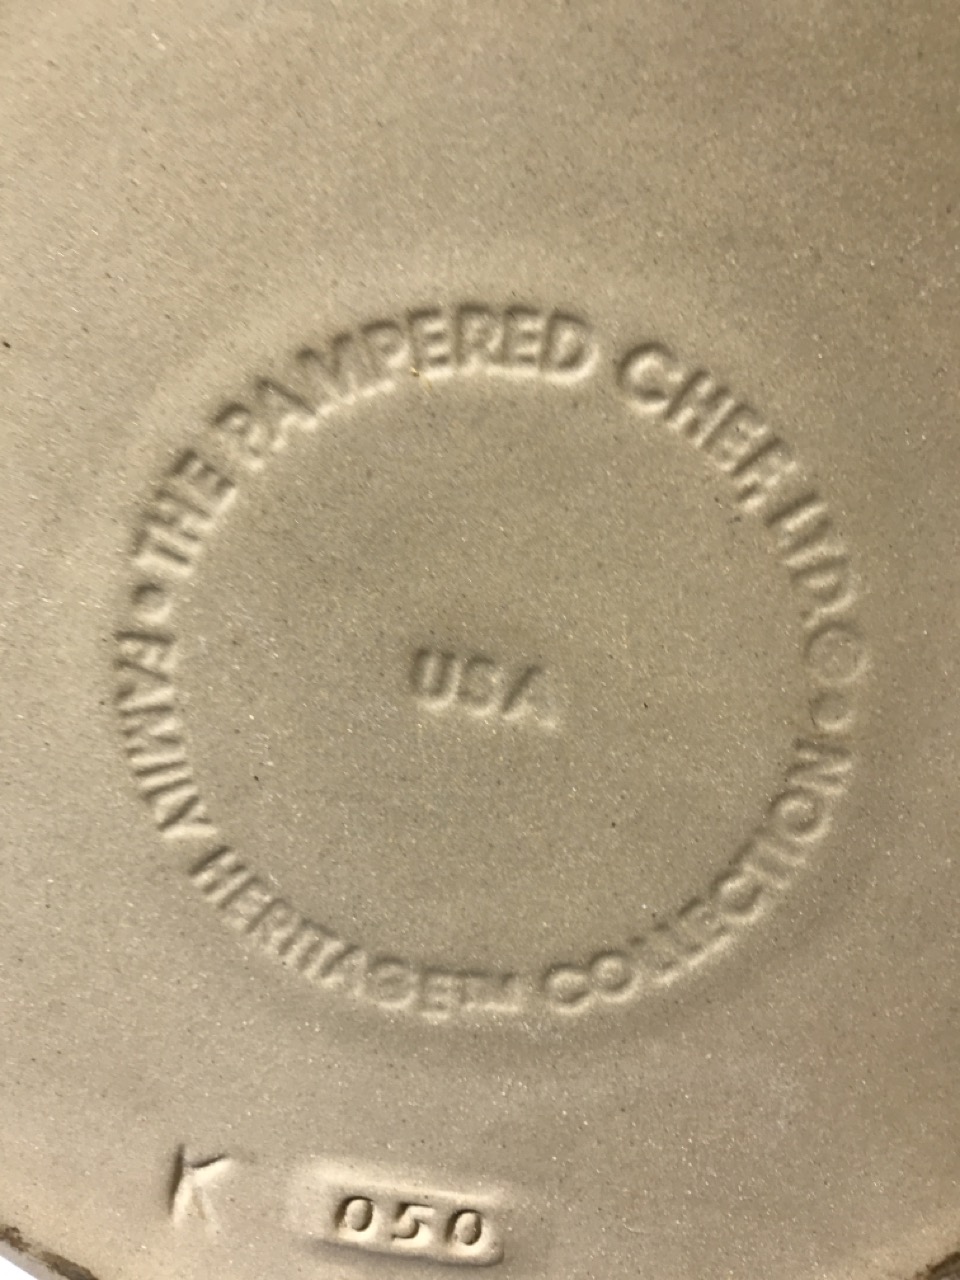 THE PAMPERED CHEF, LTD.®
FAMILY HERITAGE™ COLLECTION
USA
K 050